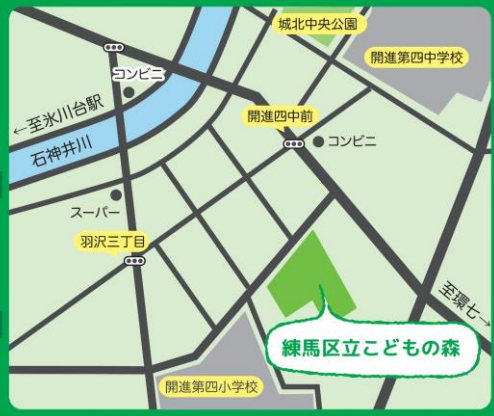 城北中央公園
開進第四中学校
コンビニ
←至氷川台駅
石神井川
開進四中前
コンビニ
スーパー
羽沢三丁目
至環七→
練馬区立こどもの森
開進第四小学校